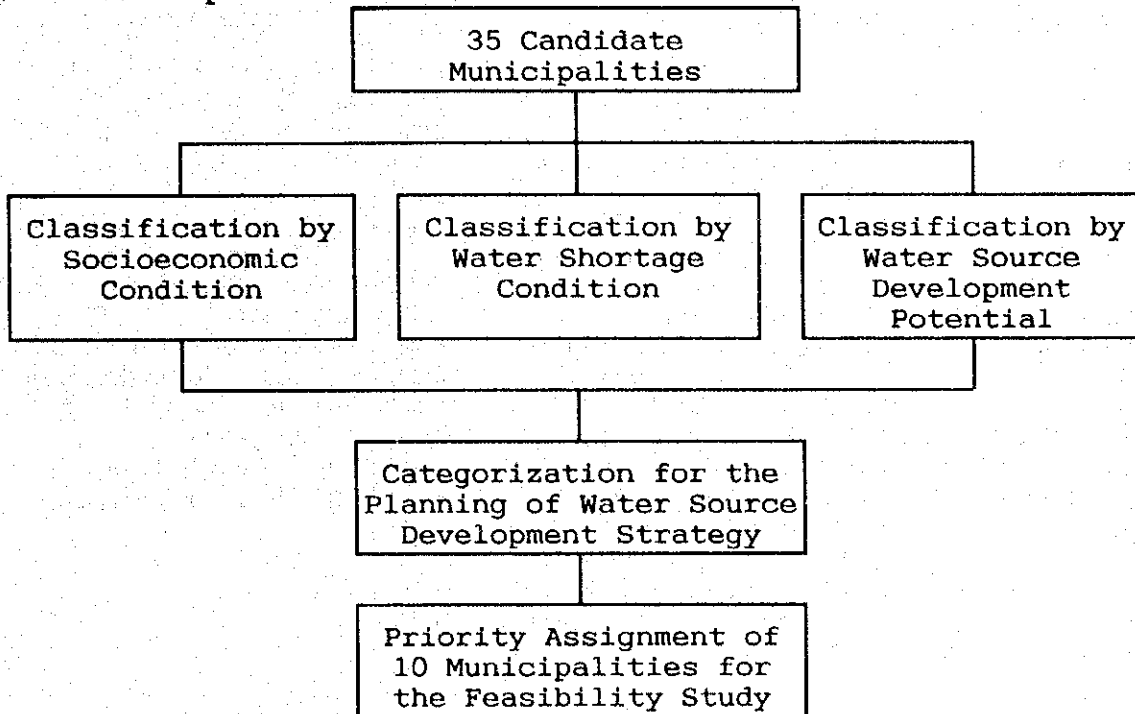 35 Candidate
Municipalities
Classification by
Socioeconomic
Condition
Classification by
Water Shortage
Condition
Classification by
Water Source
Development
Potential
Categorization for the
Planning of Water Source
Development Strategy
Priority Assignment of
10 Municipalities for
the Feasibility Study